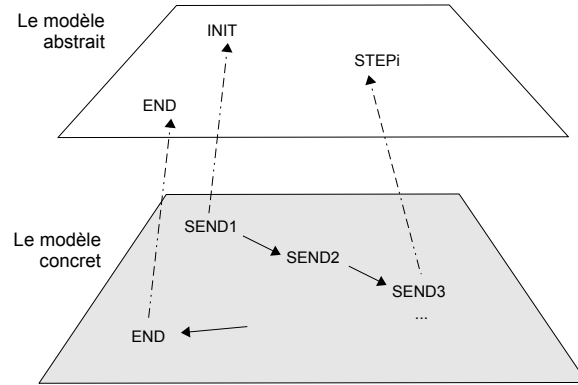 Le modèle
abstrait
INIT
STEPi
END
Le modèle
concret
SEND1
SEND2
SEND3
...
END